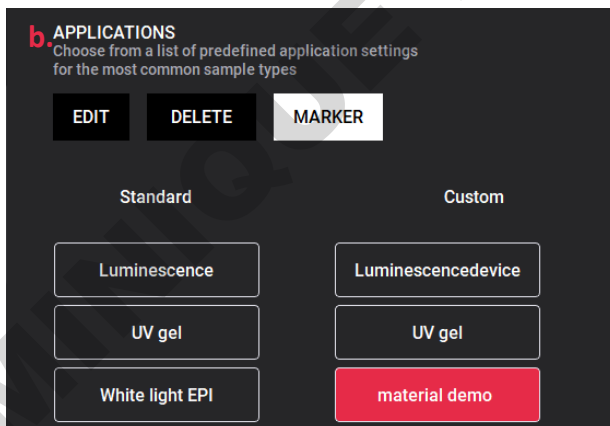 b.
APPLICATIONS
Choose from a list of predefined application settings
for the most common sample types
EDIT DELETE MARKER
Standard Custom
Luminescence Luminescencedevice
UV gel UV gel
White light EPI material demo
MINIQUE